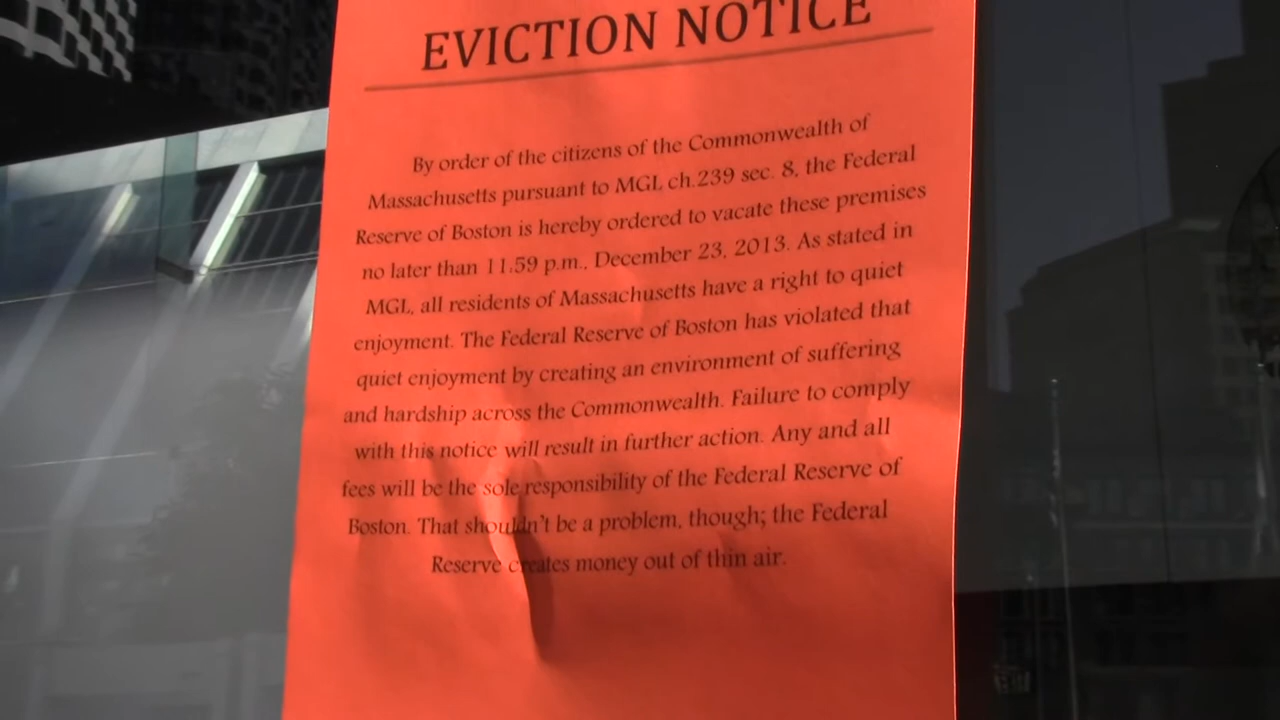 EVICTION NOTICE
By order of the citizens of the Commonwealth of
Massachusetts pursuant to MGL ch.239 sec. 8, the Federal
Reserve of Boston is hereby ordered to vacate these premises
no later than 11:59 p.m., December 23, 2013. As stated in
MGL, all residents of Massachusetts have a right to quiet
enjoyment. The Federal Reserve of Boston has violated that
quiet enjoyment by creating an environment of suffering
and hardship across the Commonwealth. Failure to comply
with this notice will result in further action. Any and all
fees will be the sole responsibility of the Federal Reserve of
Boston. That shouldn't be a problem, though; the Federal
Reserve creates money out of thin air.
EXIT